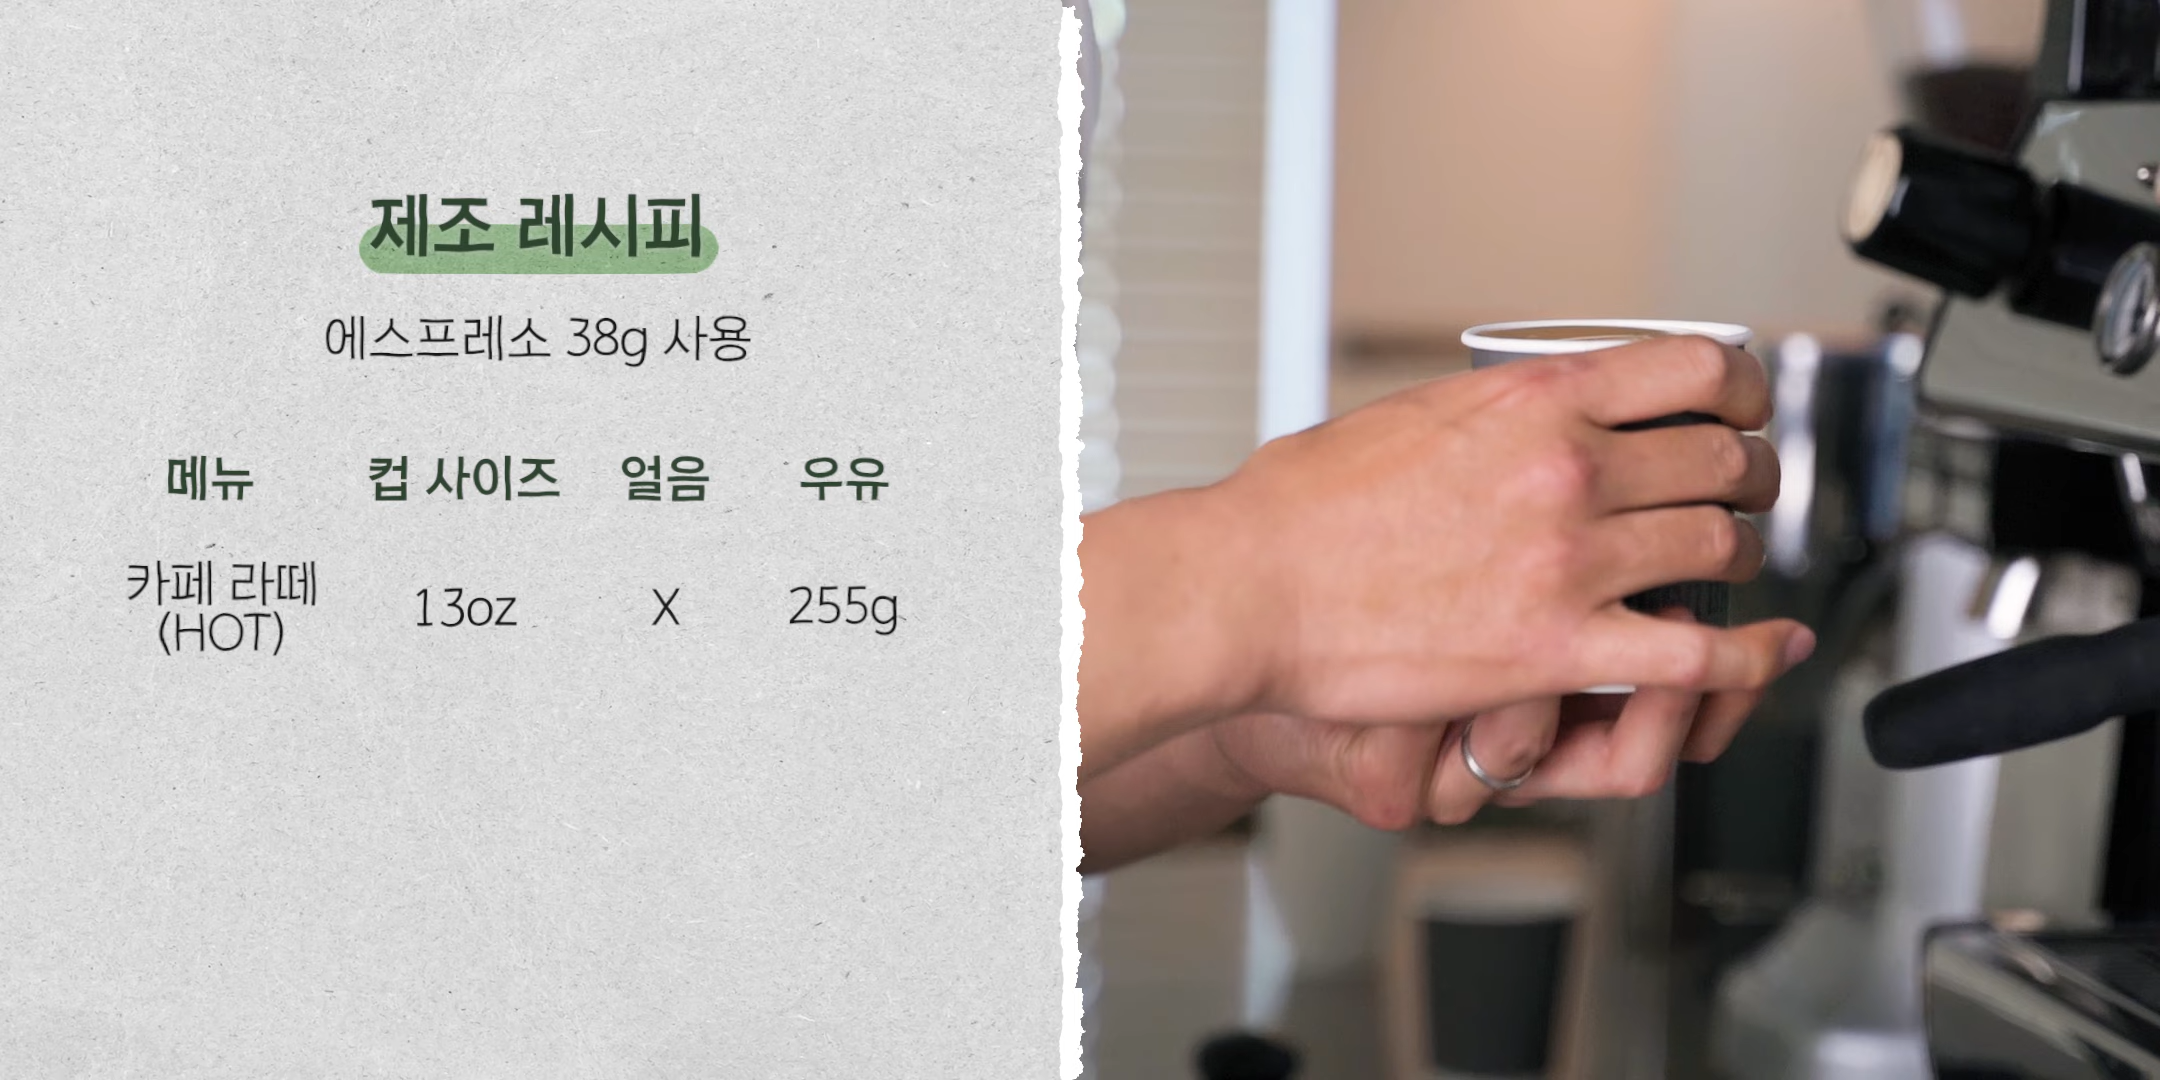 제조 레시피
에스프레소 38g 사용
메뉴 컵 사이즈 얼음 우유
카페 라떼
(HOT) 13oz X 255g